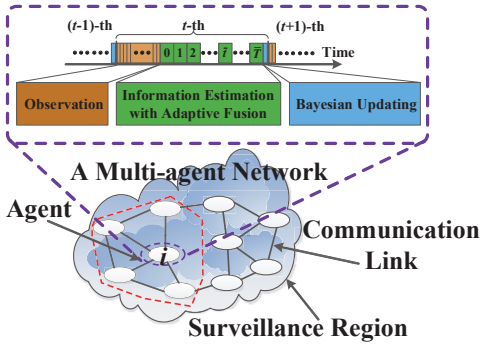 (t-1)-th t-th (t+1)-th
...... 0 1 2 ... t̃ ... T̄ ......
Time
Observation
Information Estimation
with Adaptive Fusion
Bayesian Updating
A Multi-agent Network
Agent
i
Communication
Link
Surveillance Region